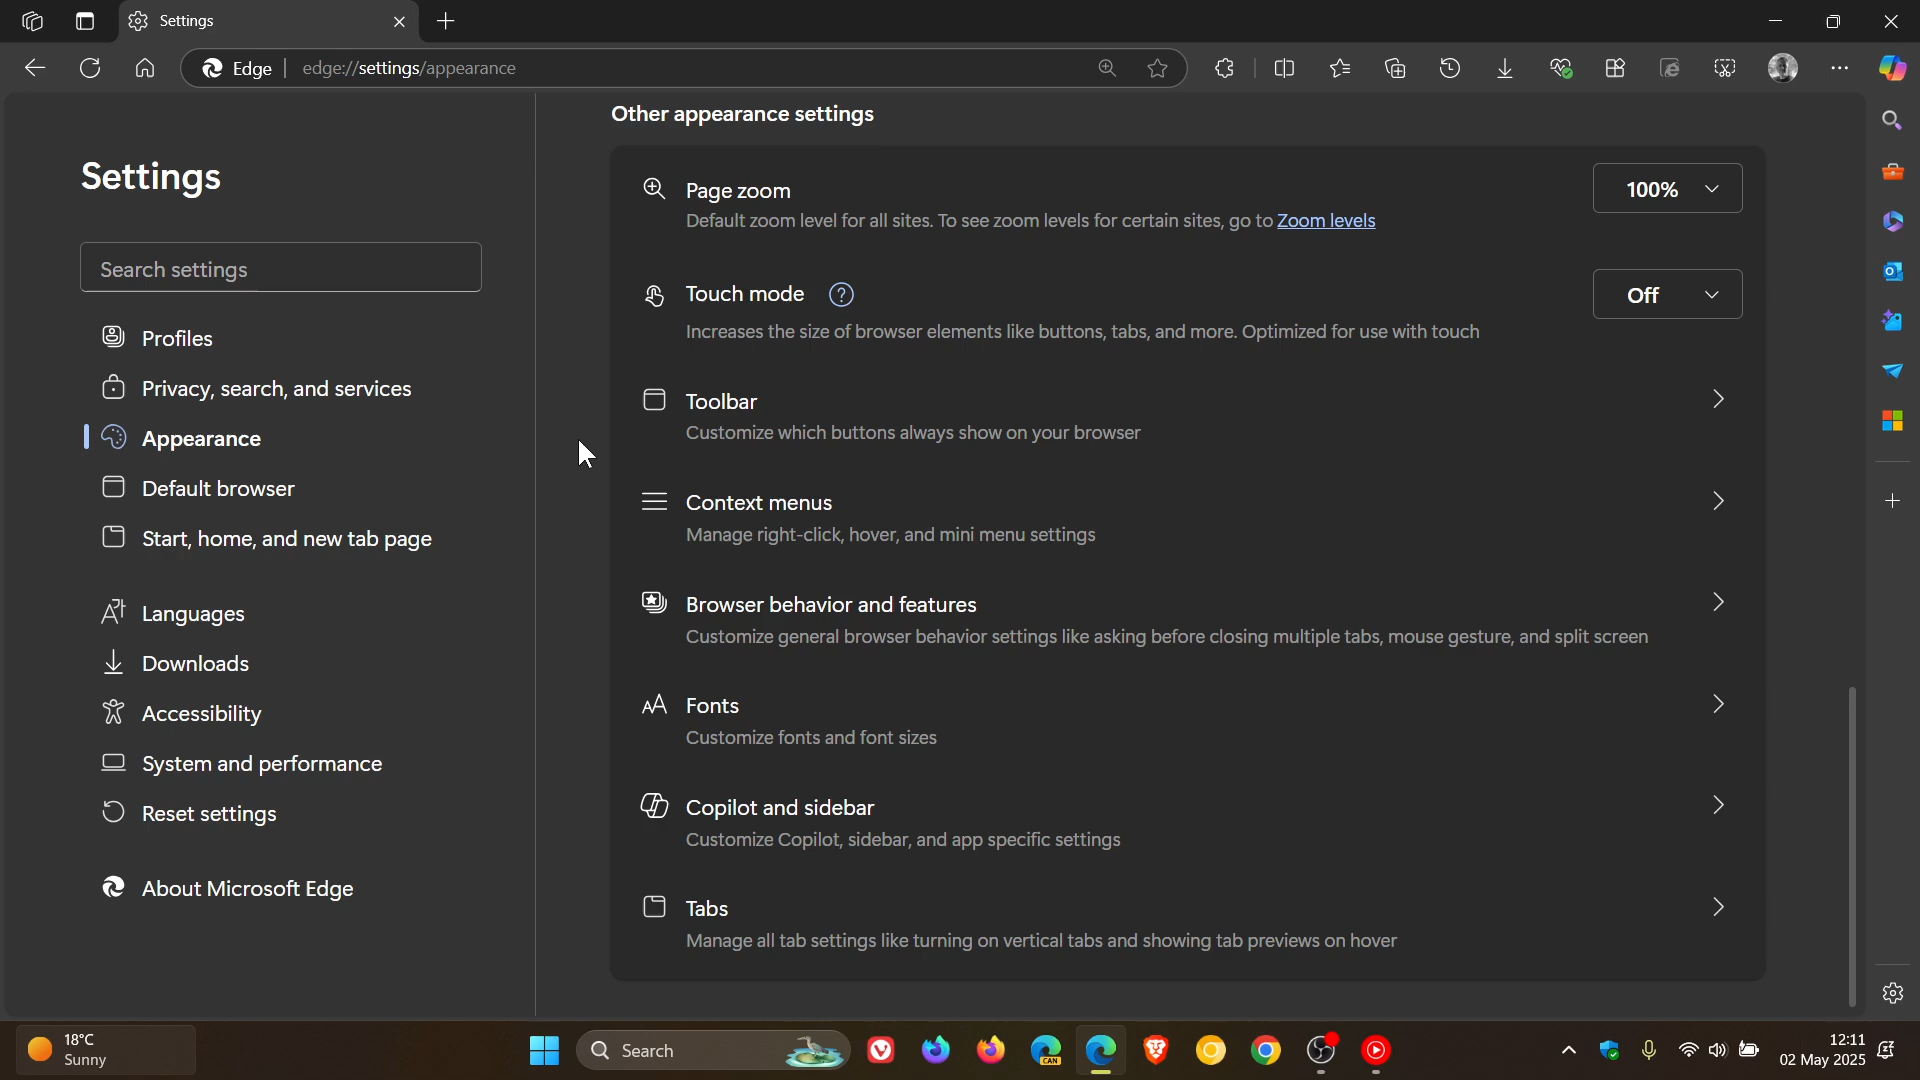 Settings
Edge
edge://settings/appearance
Settings
Search settings
Profiles
Privacy, search, and services
Appearance
Default browser
Start, home, and new tab page
Languages
Downloads
Accessibility
System and performance
Reset settings
About Microsoft Edge
Other appearance settings
Page zoom
Default zoom level for all sites. To see zoom levels for certain sites, go to Zoom levels
100%
Touch mode
Increases the size of browser elements like buttons, tabs, and more. Optimized for use with touch
Off
Toolbar
Customize which buttons always show on your browser
Context menus
Manage right-click, hover, and mini menu settings
Browser behavior and features
Customize general browser behavior settings like asking before closing multiple tabs, mouse gesture, and split screen
Fonts
Customize fonts and font sizes
Copilot and sidebar
Customize Copilot, sidebar, and app specific settings
Tabs
Manage all tab settings like turning on vertical tabs and showing tab previews on hover
18°C
Sunny
Search
CAN
12:11
02 May 2025